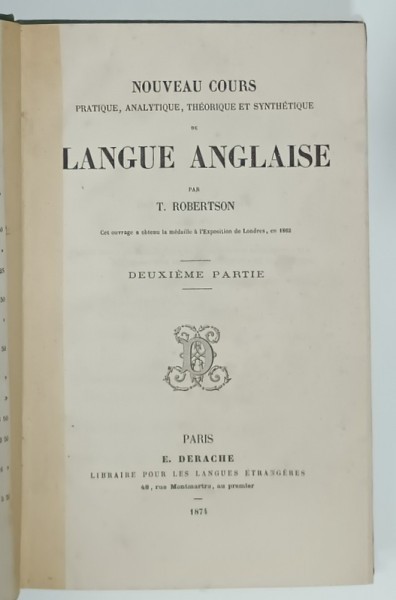 NOUVEAU COURS
PRATIQUE, ANALYTIQUE, THÉORIQUE ET SYNTHÉTIQUE
DE
LANGUE ANGLAISE
PAR
T. ROBERTSON
Cet ouvrage a obtenu la médaille à l'Exposition de Londres, en 1862
DEUXIÈME PARTIE
PARIS
E. DERACHE
LIBRAIRE POUR LES LANGUES ÉTRANGÈRES
48, rue Montmartre, au premier
1874